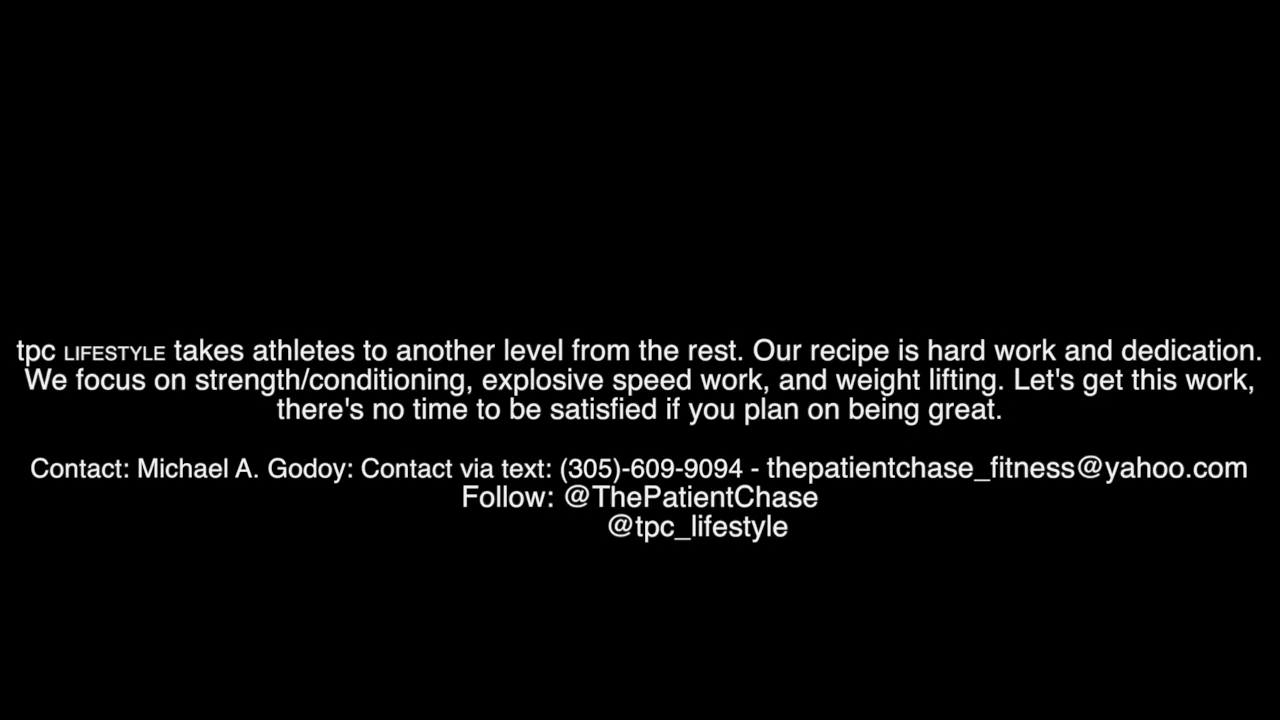 tpc LIFESTYLE takes athletes to another level from the rest. Our recipe is hard work and dedication.
We focus on strength/conditioning, explosive speed work, and weight lifting. Let's get this work,
there's no time to be satisfied if you plan on being great.
Contact: Michael A. Godoy: Contact via text: (305)-609-9094 - thepatientchase_fitness@yahoo.com
Follow: @ThePatientChase
@tpc_lifestyle